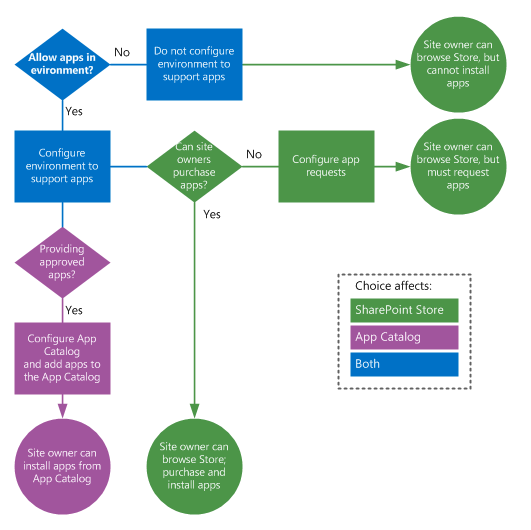 Allow apps in
evironment?
No
Do not configure
environment to
support apps
Site owner can
browse Store, but
cannot install
apps
Yes
Configure
environment to
support apps
Can site
owners
purchase
apps?
No
Configure app
requests
Site owner can
browse Store, but
must request
apps
Yes
Providing
approved
apps?
Yes
Configure App
Catalog
and add apps to
the App Catalog
Site owner can
install apps from
App Catalog
Site owner can
browse Store;
purchase and
install apps
Choice affects:
SharePoint Store
App Catalog
Both